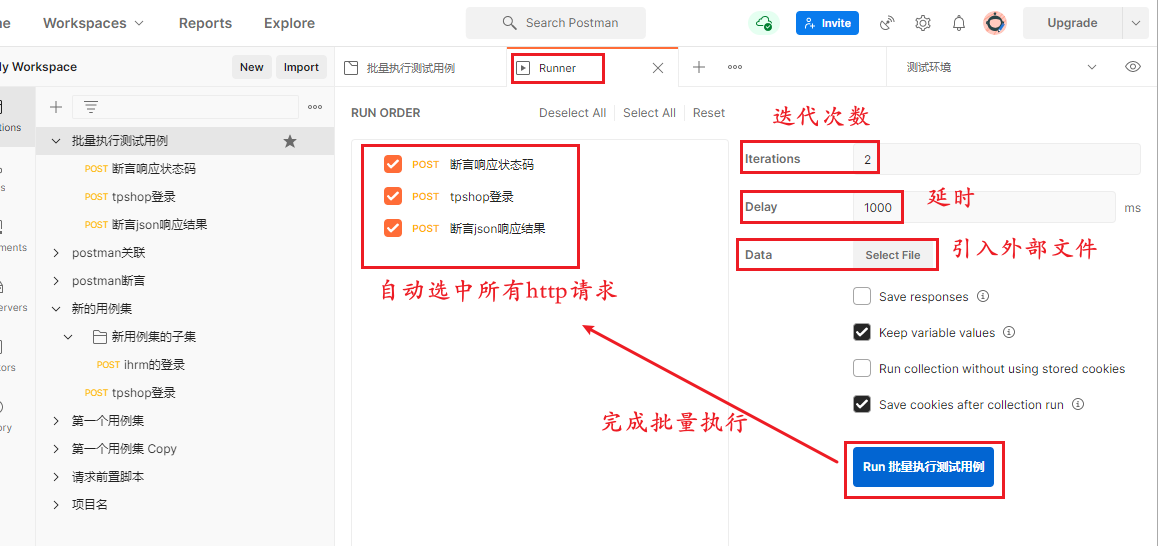 me Workspaces Reports Explore Search Postman Invite Upgrade
My Workspace New Import 批量执行测试用例 Runner 测试环境
RUN ORDER Deselect All Select All Reset
迭代次数
批量执行测试用例
POST 断言响应状态码
POST tpshop登录
POST 断言json响应结果
postman关联
postman断言
新的用例集
新用例集的子集
POST ihrm的登录
POST tpshop登录
第一个用例集
第一个用例集 Copy
请求前置脚本
项目名
POST 断言响应状态码
POST tpshop登录
POST 断言json响应结果
自动选中所有http请求
Iterations 2
Delay 1000 ms
延时
Data Select File
引入外部文件
Save responses
Keep variable values
Run collection without using stored cookies
Save cookies after collection run
完成批量执行
Run 批量执行测试用例